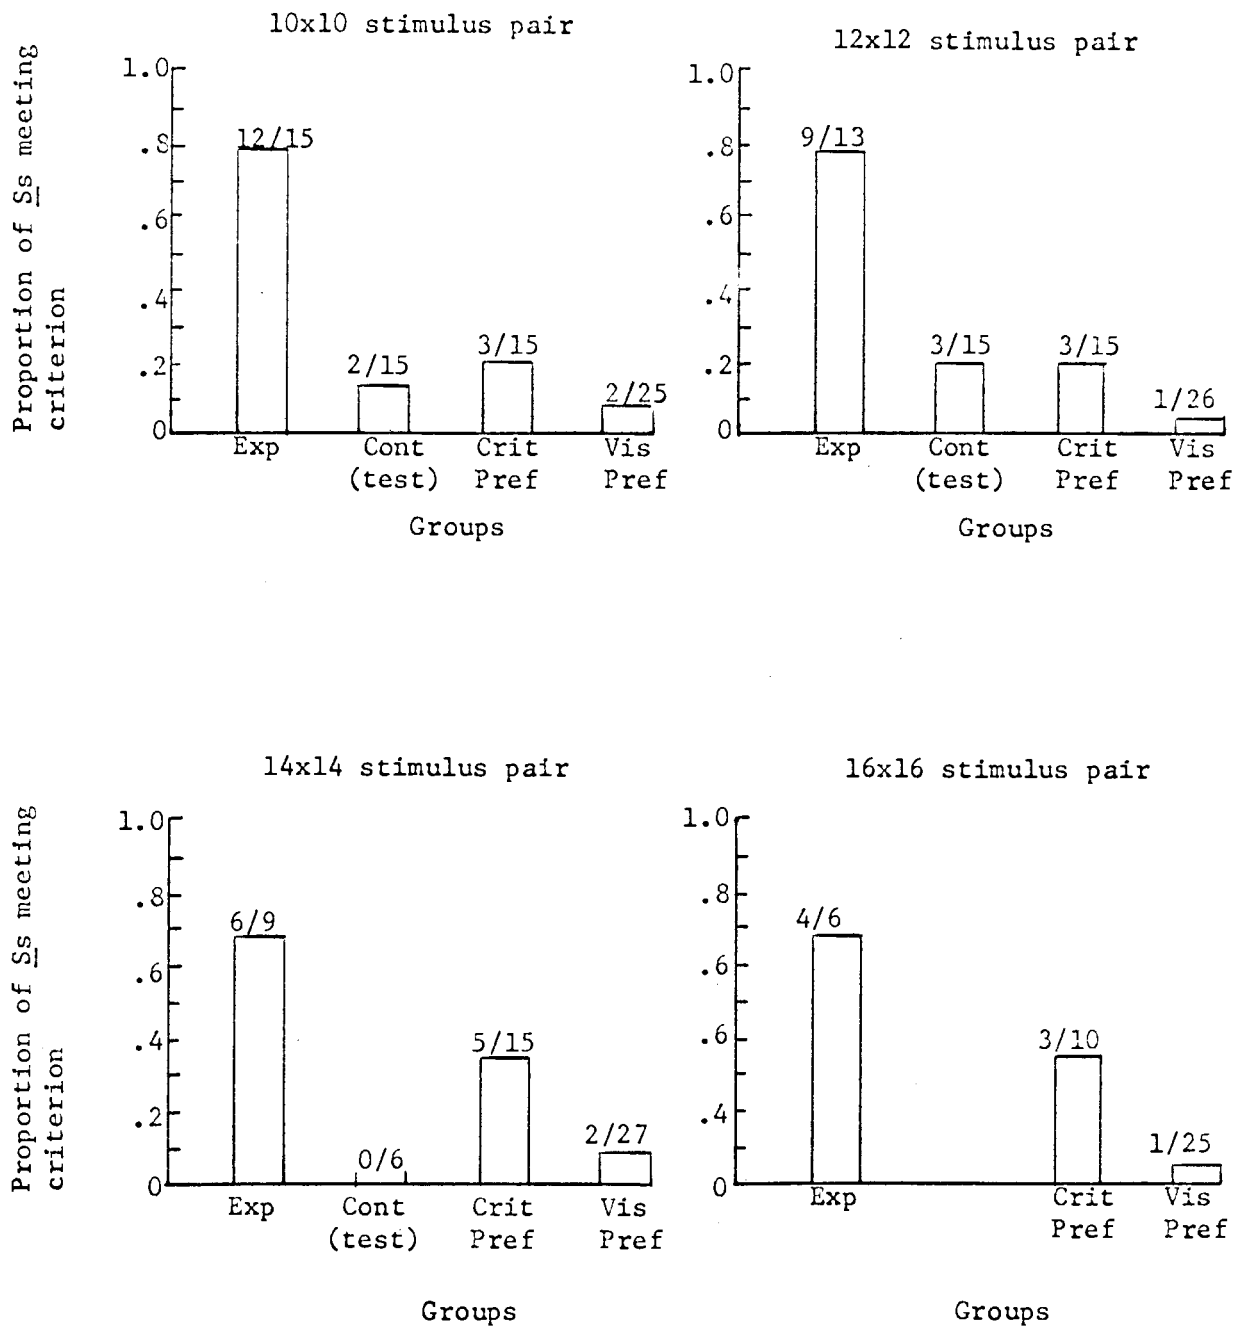 10x10 stimulus pair
Proportion of Ss meeting
criterion
1.0
.8
.6
.4
.2
0
12/15
2/15
3/15
2/25
Exp
Cont
(test)
Crit
Pref
Vis
Pref
Groups
12x12 stimulus pair
1.0
.8
.6
.4
.2
0
9/13
3/15
3/15
1/26
Exp
Cont
(test)
Crit
Pref
Vis
Pref
Groups
14x14 stimulus pair
Proportion of Ss meeting
criterion
1.0
.8
.6
.4
.2
0
6/9
0/6
5/15
2/27
Exp
Cont
(test)
Crit
Pref
Vis
Pref
Groups
16x16 stimulus pair
1.0
.8
.6
.6
.4
0
4/6
3/10
1/25
Exp
Crit
Pref
Vis
Pref
Groups